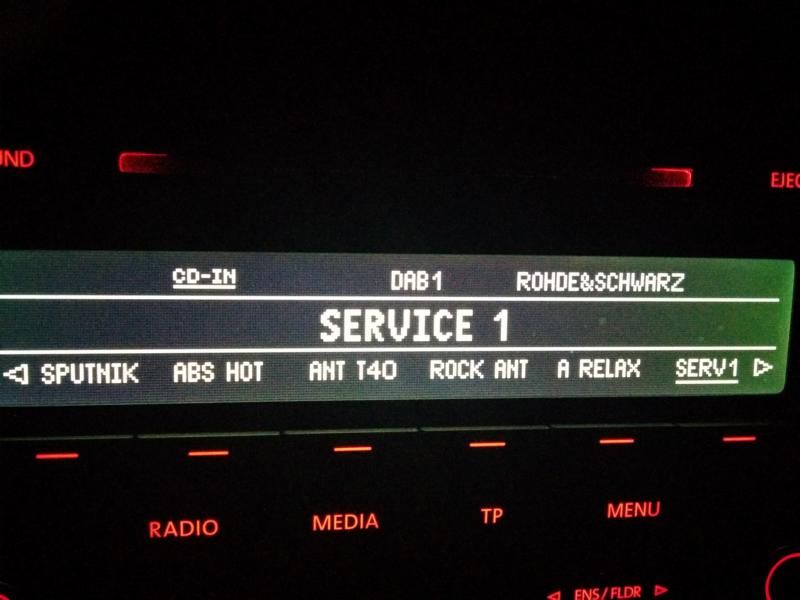 UND
EJEC
CD-IN DAB1 ROHDE&SCHWARZ
SERVICE 1
SPUTNIK ABS HOT ANT T40 ROCK ANT A RELAX SERV1
RADIO MEDIA TP MENU
ENS/FLDR